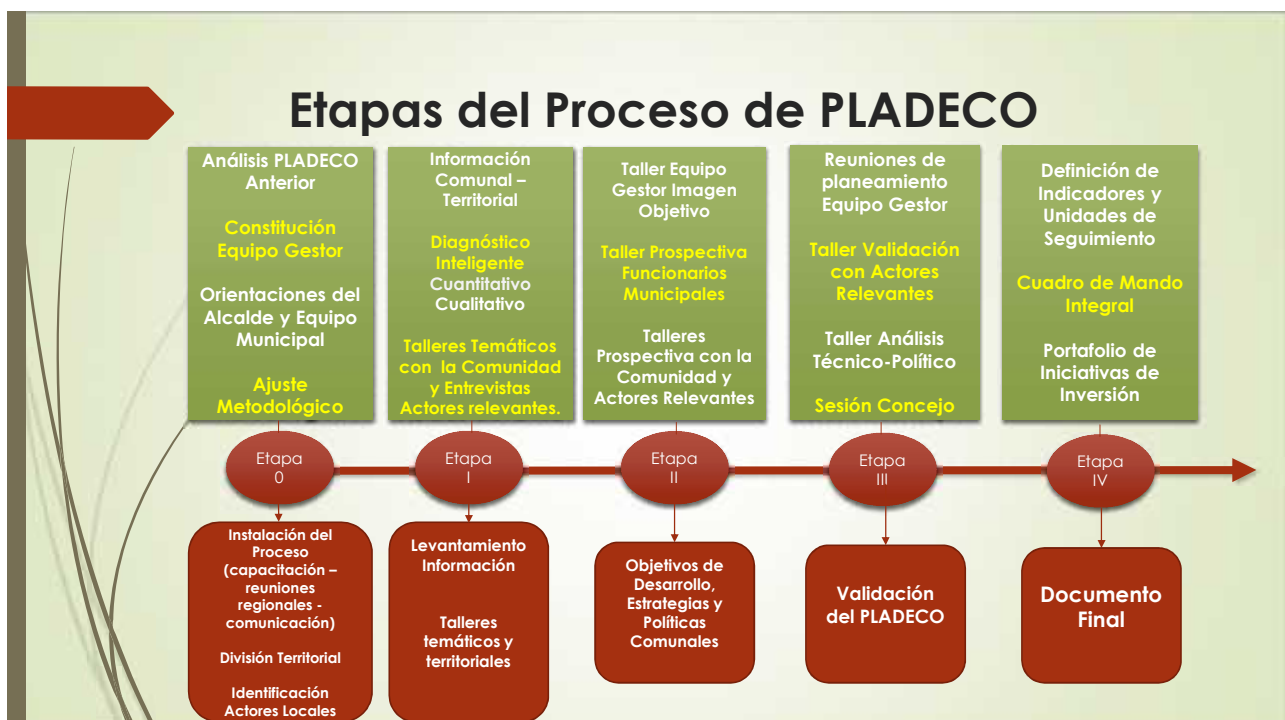 Etapas del Proceso de PLADECO
Análisis PLADECO
Anterior
Constitución
Equipo Gestor
Orientaciones del
Alcalde y Equipo
Municipal
Ajuste
Metodológico
Información
Comunal –
Territorial
Diagnóstico
Inteligente
Cuantitativo
Cualitativo
Talleres Temáticos
con la Comunidad
y Entrevistas
Actores relevantes.
Taller Equipo
Gestor Imagen
Objetivo
Taller Prospectiva
Funcionarios
Municipales
Talleres
Prospectiva con la
Comunidad y
Actores Relevantes
Reuniones de
planeamiento
Equipo Gestor
Taller Validación
con Actores
Relevantes
Taller Análisis
Técnico-Político
Sesión Concejo
Definición de
Indicadores y
Unidades de
Seguimiento
Cuadro de Mando
Integral
Portafolio de
Iniciativas de
Inversión
Etapa
0
Etapa
I
Etapa
II
Etapa
III
Etapa
IV
Instalación del
Proceso
(capacitación –
reuniones
regionales -
comunicación)
División Territorial
Identificación
Actores Locales
Levantamiento
Información
Talleres
temáticos y
territoriales
Objetivos de
Desarrollo,
Estrategias y
Políticas
Comunales
Validación
del PLADECO
Documento
Final